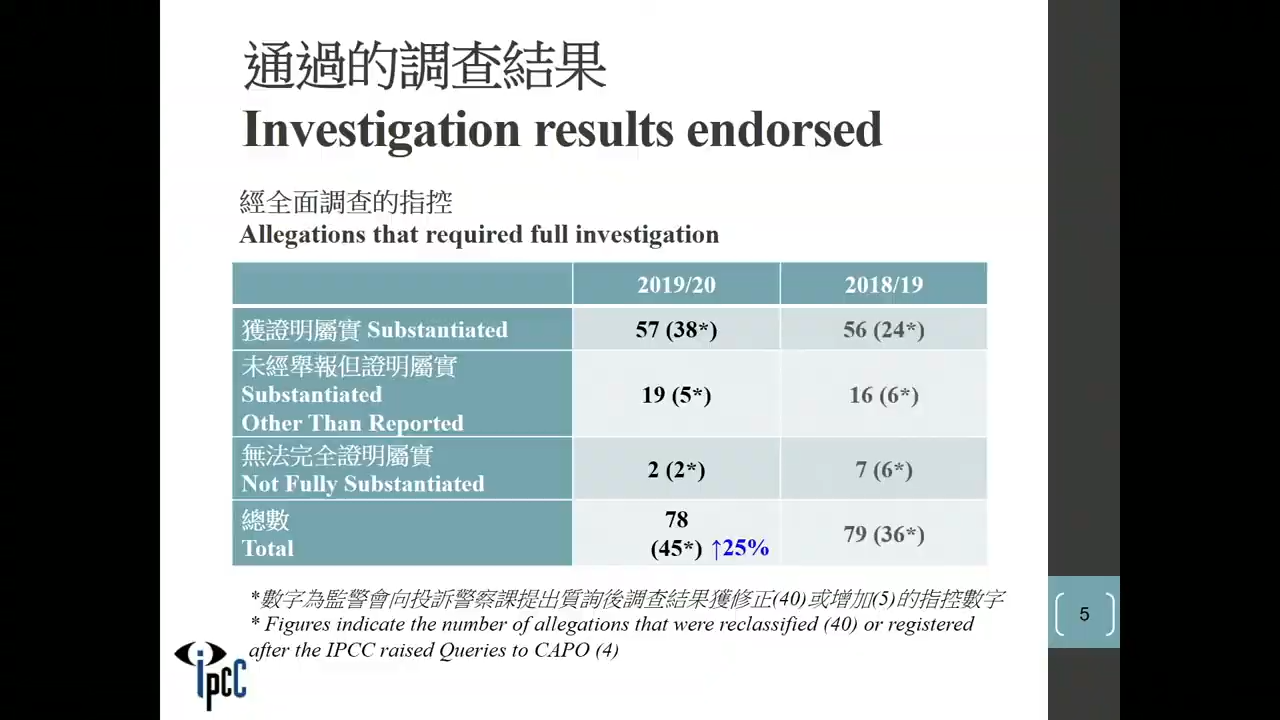 通過的調查結果
Investigation results endorsed
經全面調查的指控
Allegations that required full investigation
2019/20 2018/19
獲證明屬實 Substantiated 57 (38*) 56 (24*)
未經舉報但證明屬實
Substantiated 19 (5*) 16 (6*)
Other Than Reported
無法完全證明屬實
Not Fully Substantiated 2 (2*) 7 (6*)
總數 78
Total (45*) ↑25% 79 (36*)
*數字為監警會向投訴警察課提出質詢後調查結果獲修正(40)或增加(5)的指控數字
* Figures indicate the number of allegations that were reclassified (40) or registered
after the IPCC raised Queries to CAPO (4)
5
ipcc